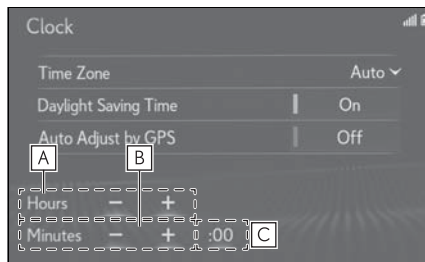 Clock
Time Zone Auto
Daylight Saving Time On
Auto Adjust by GPS Off
A B
Hours − +
Minutes − + :00 C